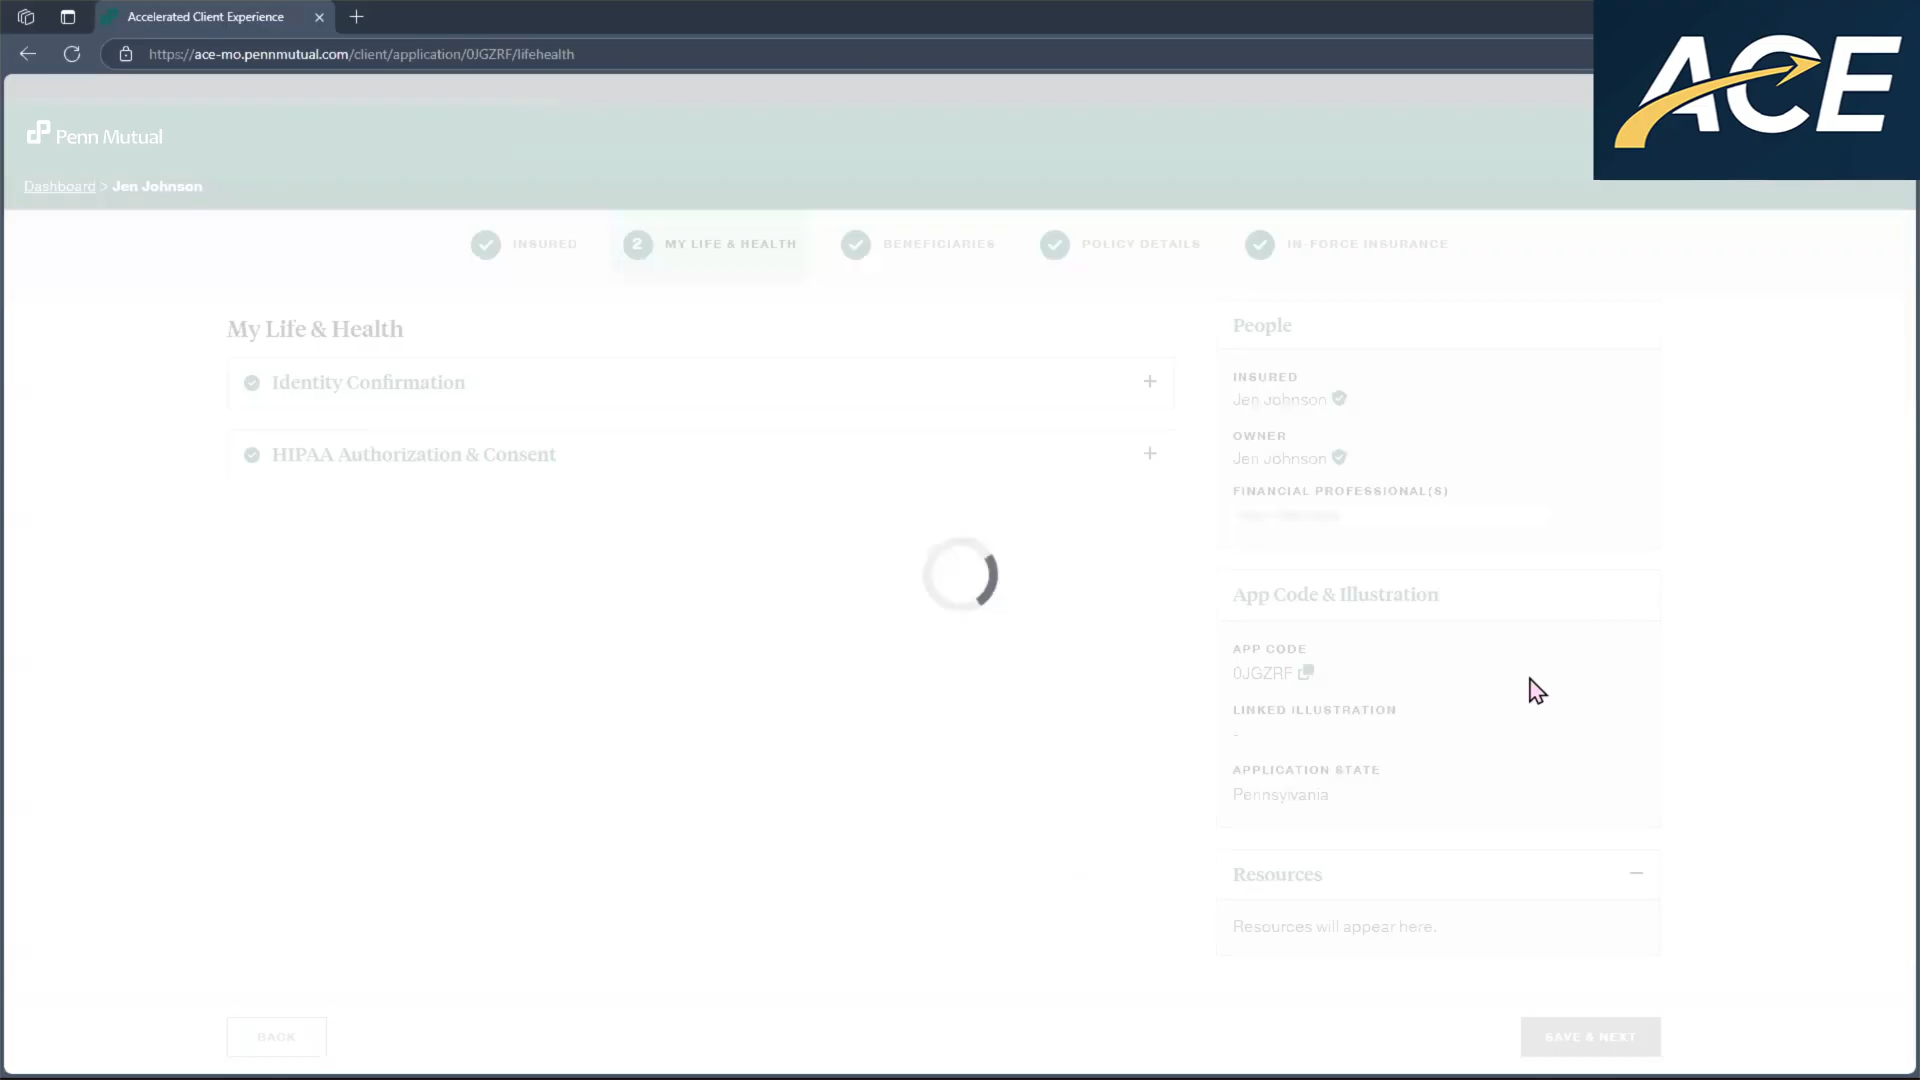 Accelerated Client Experience
https://ace-mo.pennmutual.com/client/application/0JGZRF/lifehealth
ACE
Penn Mutual
Dashboard > Jen Johnson
INSURED
2 MY LIFE & HEALTH
BENEFICIARIES
POLICY DETAILS
IN-FORCE INSURANCE
My Life & Health
Identity Confirmation
HIPAA Authorization & Consent
People
INSURED
Jen Johnson
OWNER
Jen Johnson
FINANCIAL PROFESSIONAL(S)
App Code & Illustration
APP CODE
0JGZRF
LINKED ILLUSTRATION
-
APPLICATION STATE
Pennsylvania
Resources
Resources will appear here.
BACK
SAVE & NEXT